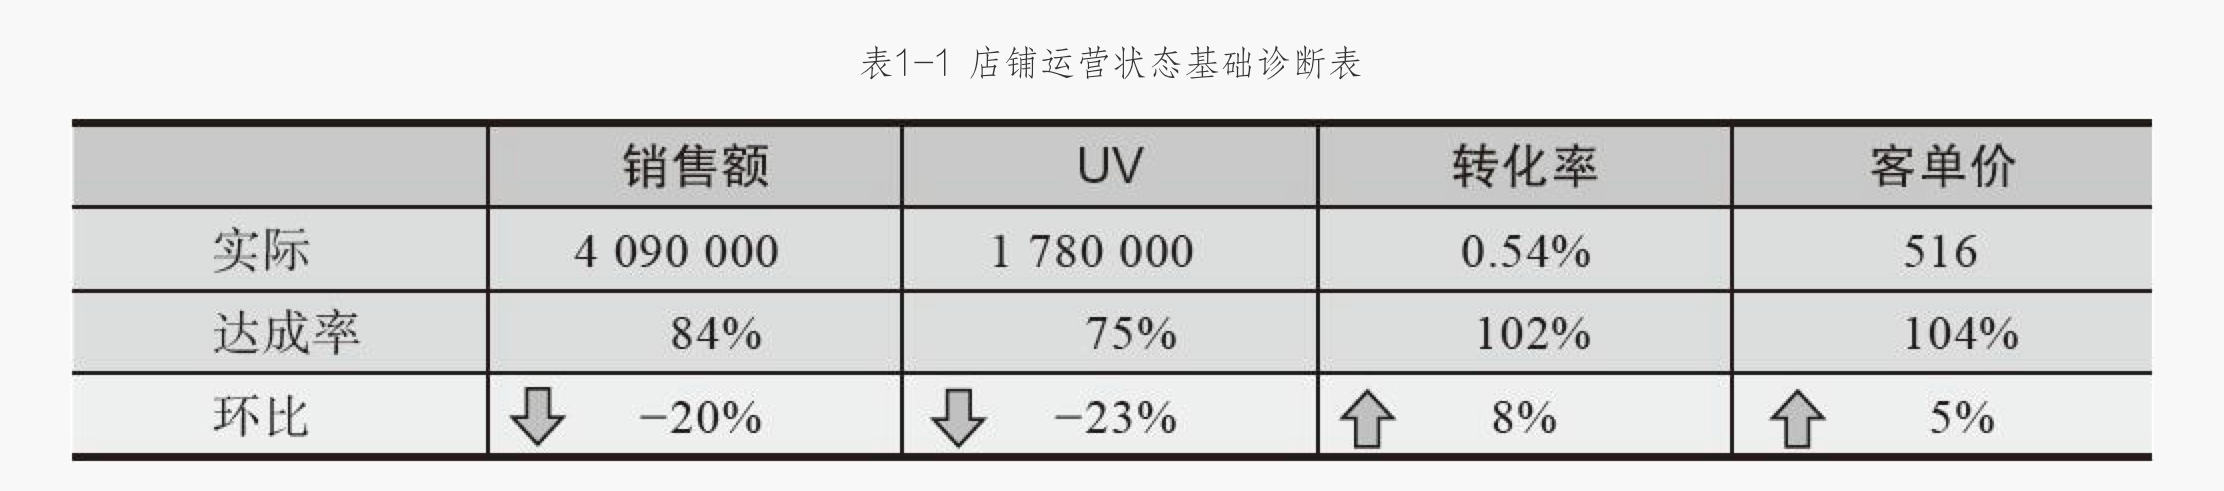 表1-1 店铺运营状态基础诊断表
销售额 UV 转化率 客单价
实际 4 090 000 1 780 000 0.54% 516
达成率 84% 75% 102% 104%
环比 -20% -23% 8% 5%